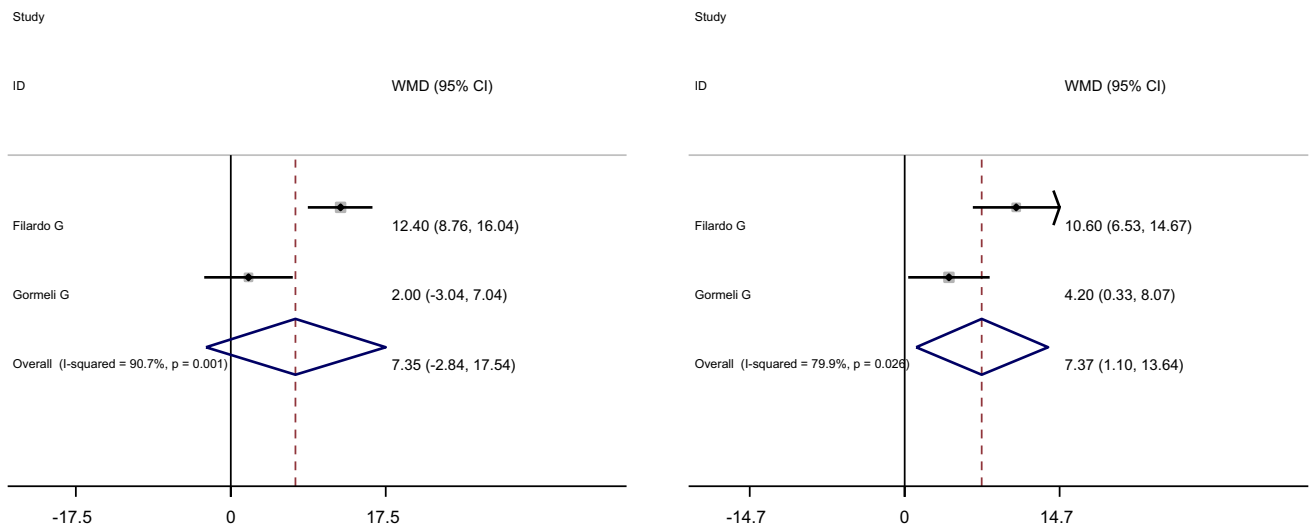 Study
ID
WMD (95% CI)
Filardo G
12.40 (8.76, 16.04)
Gormeli G
2.00 (-3.04, 7.04)
Overall (I-squared = 90.7%, p = 0.001)
7.35 (-2.84, 17.54)
-17.5
0
17.5
Study
ID
WMD (95% CI)
Filardo G
10.60 (6.53, 14.67)
Gormeli G
4.20 (0.33, 8.07)
Overall (I-squared = 79.9%, p = 0.026)
7.37 (1.10, 13.64)
-14.7
0
14.7